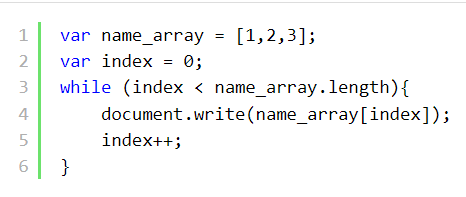 1 var name_array = [1,2,3];
2 var index = 0;
3 while (index < name_array.length){
4     document.write(name_array[index]);
5     index++;
6 }